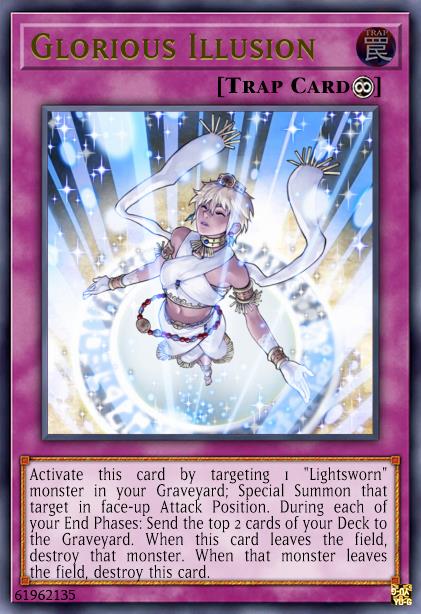 Glorious Illusion
TRAP
罠
[Trap Card]
Activate this card by targeting 1 "Lightsworn"
monster in your Graveyard; Special Summon that
target in face-up Attack Position. During each of
your End Phases: Send the top 2 cards of your Deck to
the Graveyard. When this card leaves the field,
destroy that monster. When that monster leaves
the field, destroy this card.
61962135